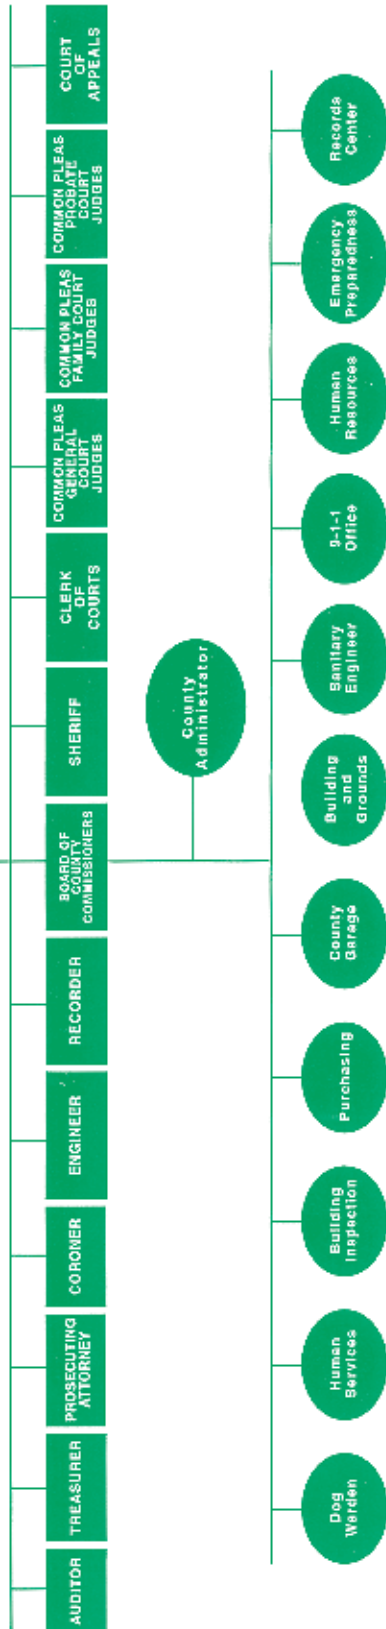 AUDITOR
TREASURER
PROSECUTING
ATTORNEY
CORONER
ENGINEER
RECORDER
BOARD OF
COUNTY
COMMISSIONERS
SHERIFF
CLERK
OF
COURTS
COMMON PLEAS
GENERAL
COURT
JUDGES
COMMON PLEAS
FAMILY COURT
JUDGES
COMMON PLEAS
PROBATE
COURT
JUDGES
COURT
OF
APPEALS
County
Administrator
Dog
Warden
Human
Services
Building
Inspection
Purchasing
County
Garage
Building
and
Grounds
Sanitary
Engineer
9-1-1
Office
Human
Resources
Emergency
Preparedness
Records
Center